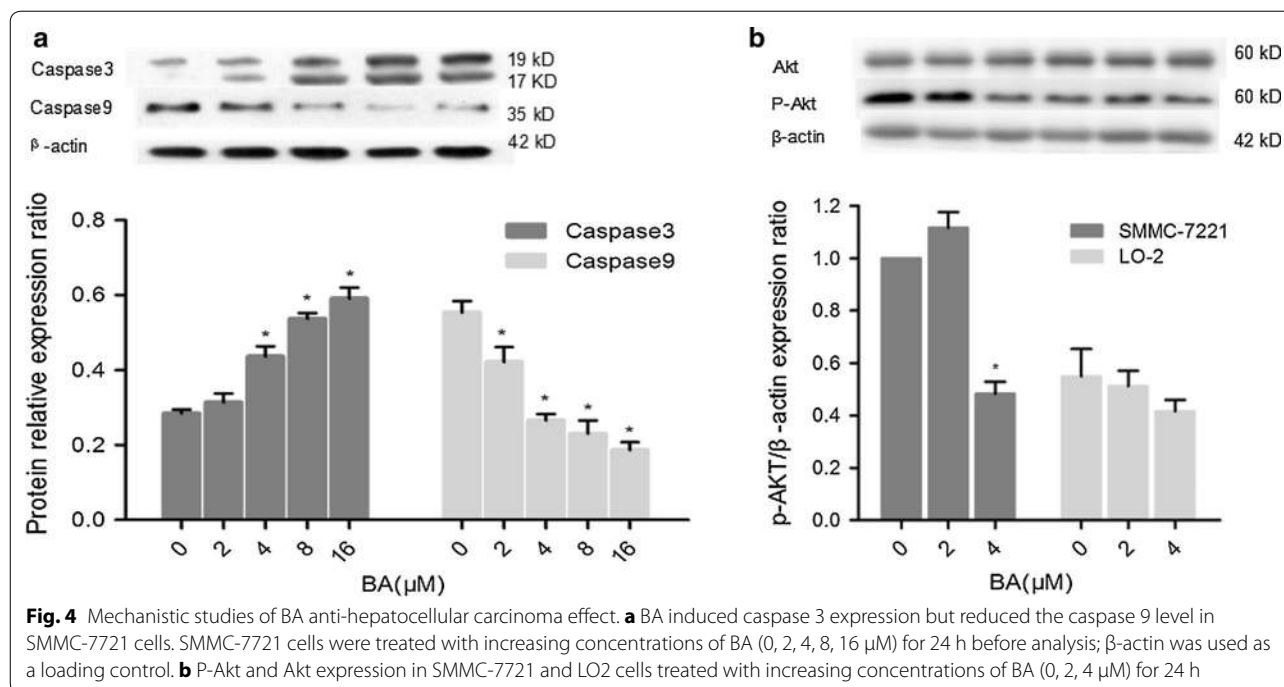 a
Caspase3
19 kD
17 KD
Caspase9
35 kD
β -actin
42 kD
Protein relative expression ratio
0.8
0.6
0.4
0.2
0.0
Caspase3
Caspase9
* * * * * * *
0 2 4 8 16 0 2 4 8 16
BA(μM)
b
Akt
60 kD
P-Akt
60 kD
β-actin
42 kD
p-AKT/β -actin expression ratio
1.2
1.0
0.8
0.6
0.4
0.2
0.0
SMMC-7221
LO-2
*
0 2 4 0 2 4
BA(μM)
Fig. 4 Mechanistic studies of BA anti-hepatocellular carcinoma effect. a BA induced caspase 3 expression but reduced the caspase 9 level in
SMMC-7721 cells. SMMC-7721 cells were treated with increasing concentrations of BA (0, 2, 4, 8, 16 μM) for 24 h before analysis; β-actin was used as
a loading control. b P-Akt and Akt expression in SMMC-7721 and LO2 cells treated with increasing concentrations of BA (0, 2, 4 μM) for 24 h